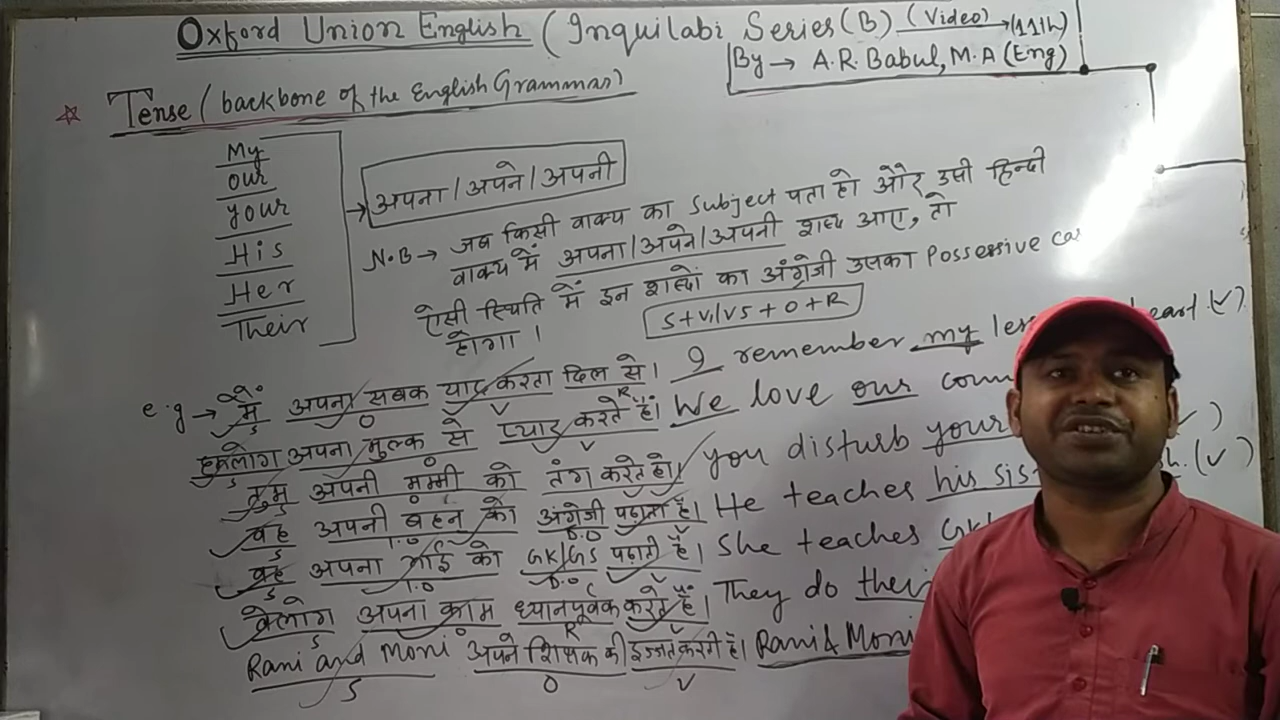 Oxford Union English (Inquilabi Series (B) (Video) → (11th)
By → A.R. Babul, M.A (Eng)
☆ Tense (backbone of the English Grammar)
My
our
your
His
Her
Their
→ अपना / अपने / अपनी
N.B → जब किसी वाक्य का Subject पता हो और उसी हिन्दी
वाक्य में अपना/अपने/अपनी शब्द आए, तो
ऐसी स्थिति में इन शब्दों का अंग्रेजी उसका Possessive
होगा ।
S + V1/V5 + O + R
e.g → मैं अपना सबक याद करता दिल से। I remember my
S O V R
हमलोग अपना मुल्क से प्यार करते हैं। We love our
S O V
तुम अपनी मम्मी को तंग करते हो। you disturb your
S O V
वह अपनी बहन को अंग्रेजी पढ़ाता है। He teaches his (✓)
S I.O D.O V
वह अपना भाई को GK/GS पढ़ाती है। She teaches
S I.O D.O V
वेलोग अपना काम ध्यानपूर्वक करते हैं। They do their
S O R V
Rani and Moni अपने शिक्षक की इज्जत करती है। Rani & Moni
S O V